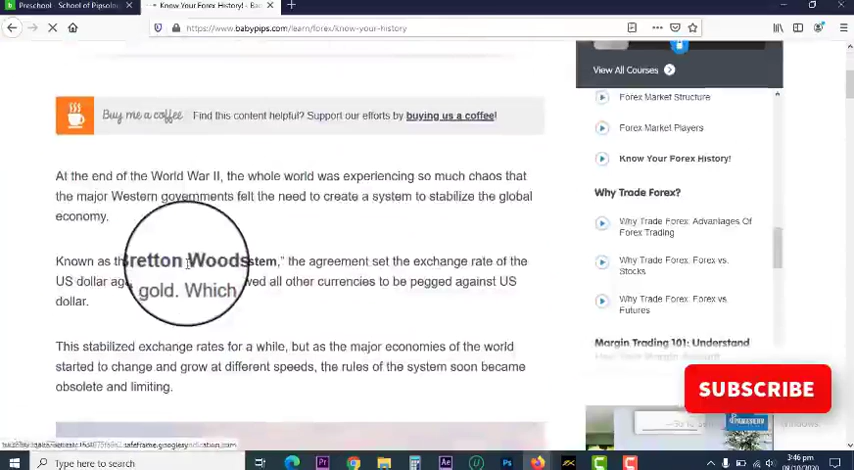 Preschool - School of Pipsolog
Know Your Forex History! - Ba
https://www.babypips.com/learn/forex/know-your-history
View All Courses
Buy me a coffee Find this content helpful? Support our efforts by buying us a coffee!
Forex Market Structure
Forex Market Players
Know Your Forex History!
Why Trade Forex?
Why Trade Forex: Advantages Of
Forex Trading
Why Trade Forex: Forex vs.
Stocks
Why Trade Forex: Forex vs.
Futures
Margin Trading 101: Understand
At the end of the World War II, the whole world was experiencing so much chaos that
the major Western governments felt the need to create a system to stabilize the global
economy.
Known as th Bretton Woods stem,” the agreement set the exchange rate of the
US dollar aga gold. Which wed all other currencies to be pegged against US
dollar.
This stabilized exchange rates for a while, but as the major economies of the world
started to change and grow at different speeds, the rules of the system soon became
obsolete and limiting.
SUBSCRIBE
Type here to search
3:46 pm